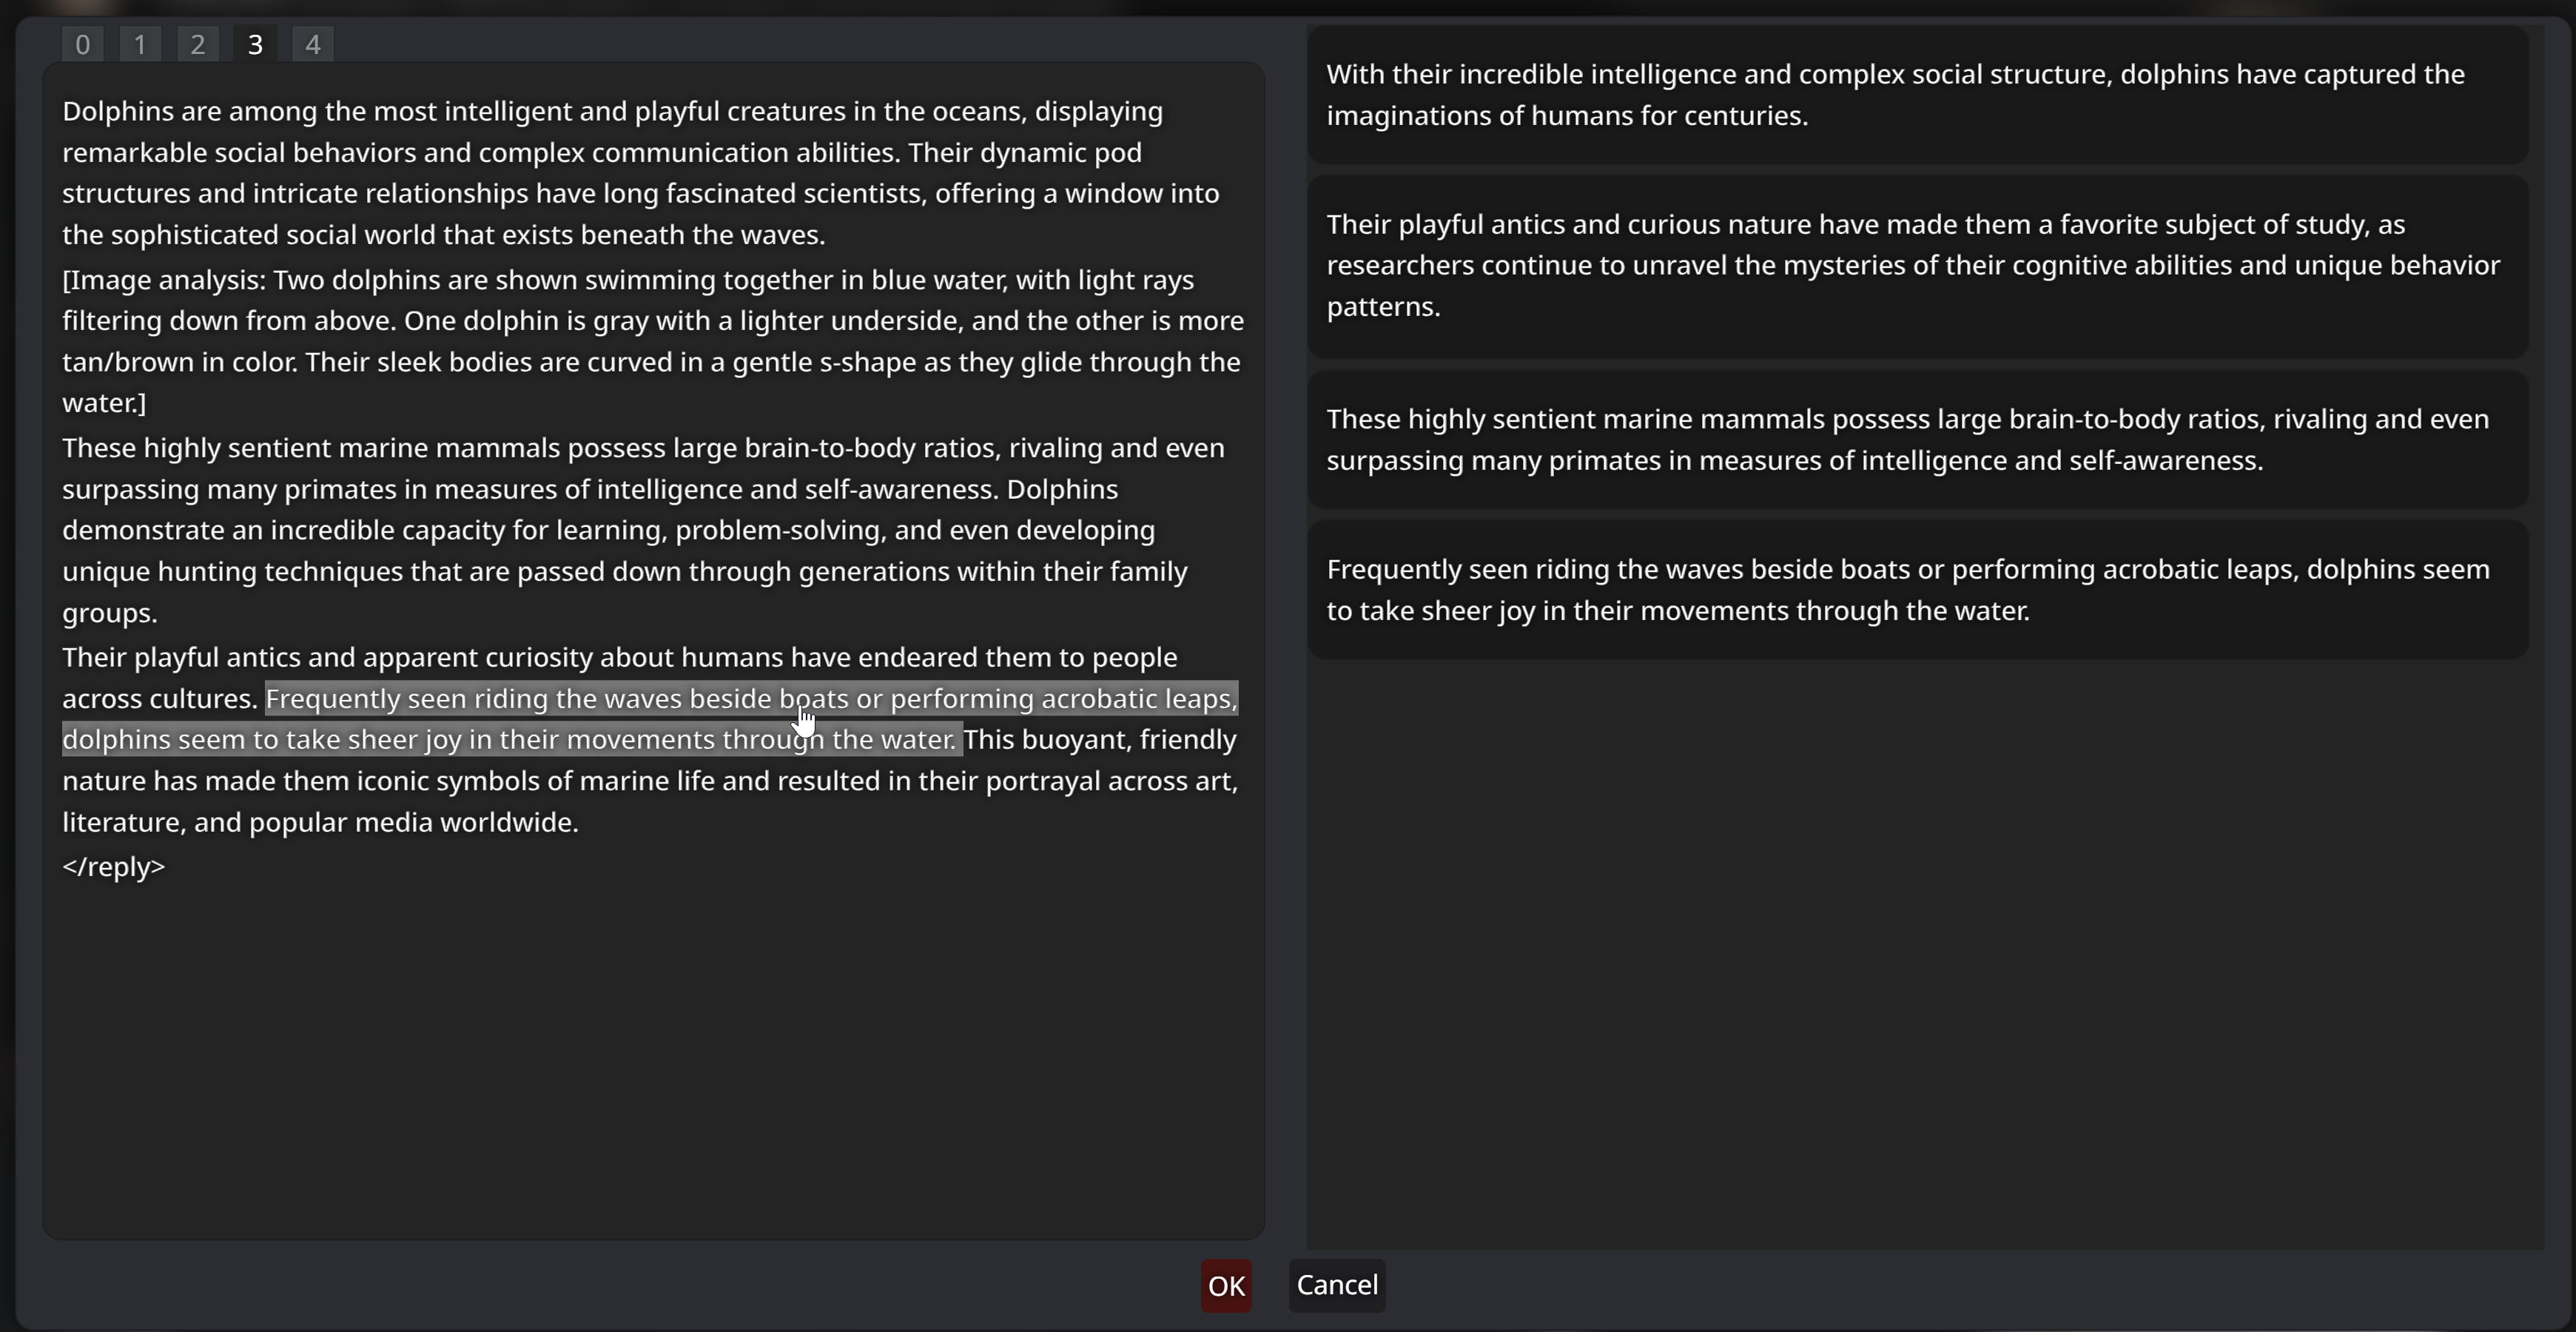 0 1 2 3 4
Dolphins are among the most intelligent and playful creatures in the oceans, displaying
remarkable social behaviors and complex communication abilities. Their dynamic pod
structures and intricate relationships have long fascinated scientists, offering a window into
the sophisticated social world that exists beneath the waves.
[Image analysis: Two dolphins are shown swimming together in blue water, with light rays
filtering down from above. One dolphin is gray with a lighter underside, and the other is more
tan/brown in color. Their sleek bodies are curved in a gentle s-shape as they glide through the
water.]
These highly sentient marine mammals possess large brain-to-body ratios, rivaling and even
surpassing many primates in measures of intelligence and self-awareness. Dolphins
demonstrate an incredible capacity for learning, problem-solving, and even developing
unique hunting techniques that are passed down through generations within their family
groups.
Their playful antics and apparent curiosity about humans have endeared them to people
across cultures. Frequently seen riding the waves beside boats or performing acrobatic leaps,
dolphins seem to take sheer joy in their movements through the water. This buoyant, friendly
nature has made them iconic symbols of marine life and resulted in their portrayal across art,
literature, and popular media worldwide.
</reply>
With their incredible intelligence and complex social structure, dolphins have captured the
imaginations of humans for centuries.
Their playful antics and curious nature have made them a favorite subject of study, as
researchers continue to unravel the mysteries of their cognitive abilities and unique behavior
patterns.
These highly sentient marine mammals possess large brain-to-body ratios, rivaling and even
surpassing many primates in measures of intelligence and self-awareness.
Frequently seen riding the waves beside boats or performing acrobatic leaps, dolphins seem
to take sheer joy in their movements through the water.
OK Cancel